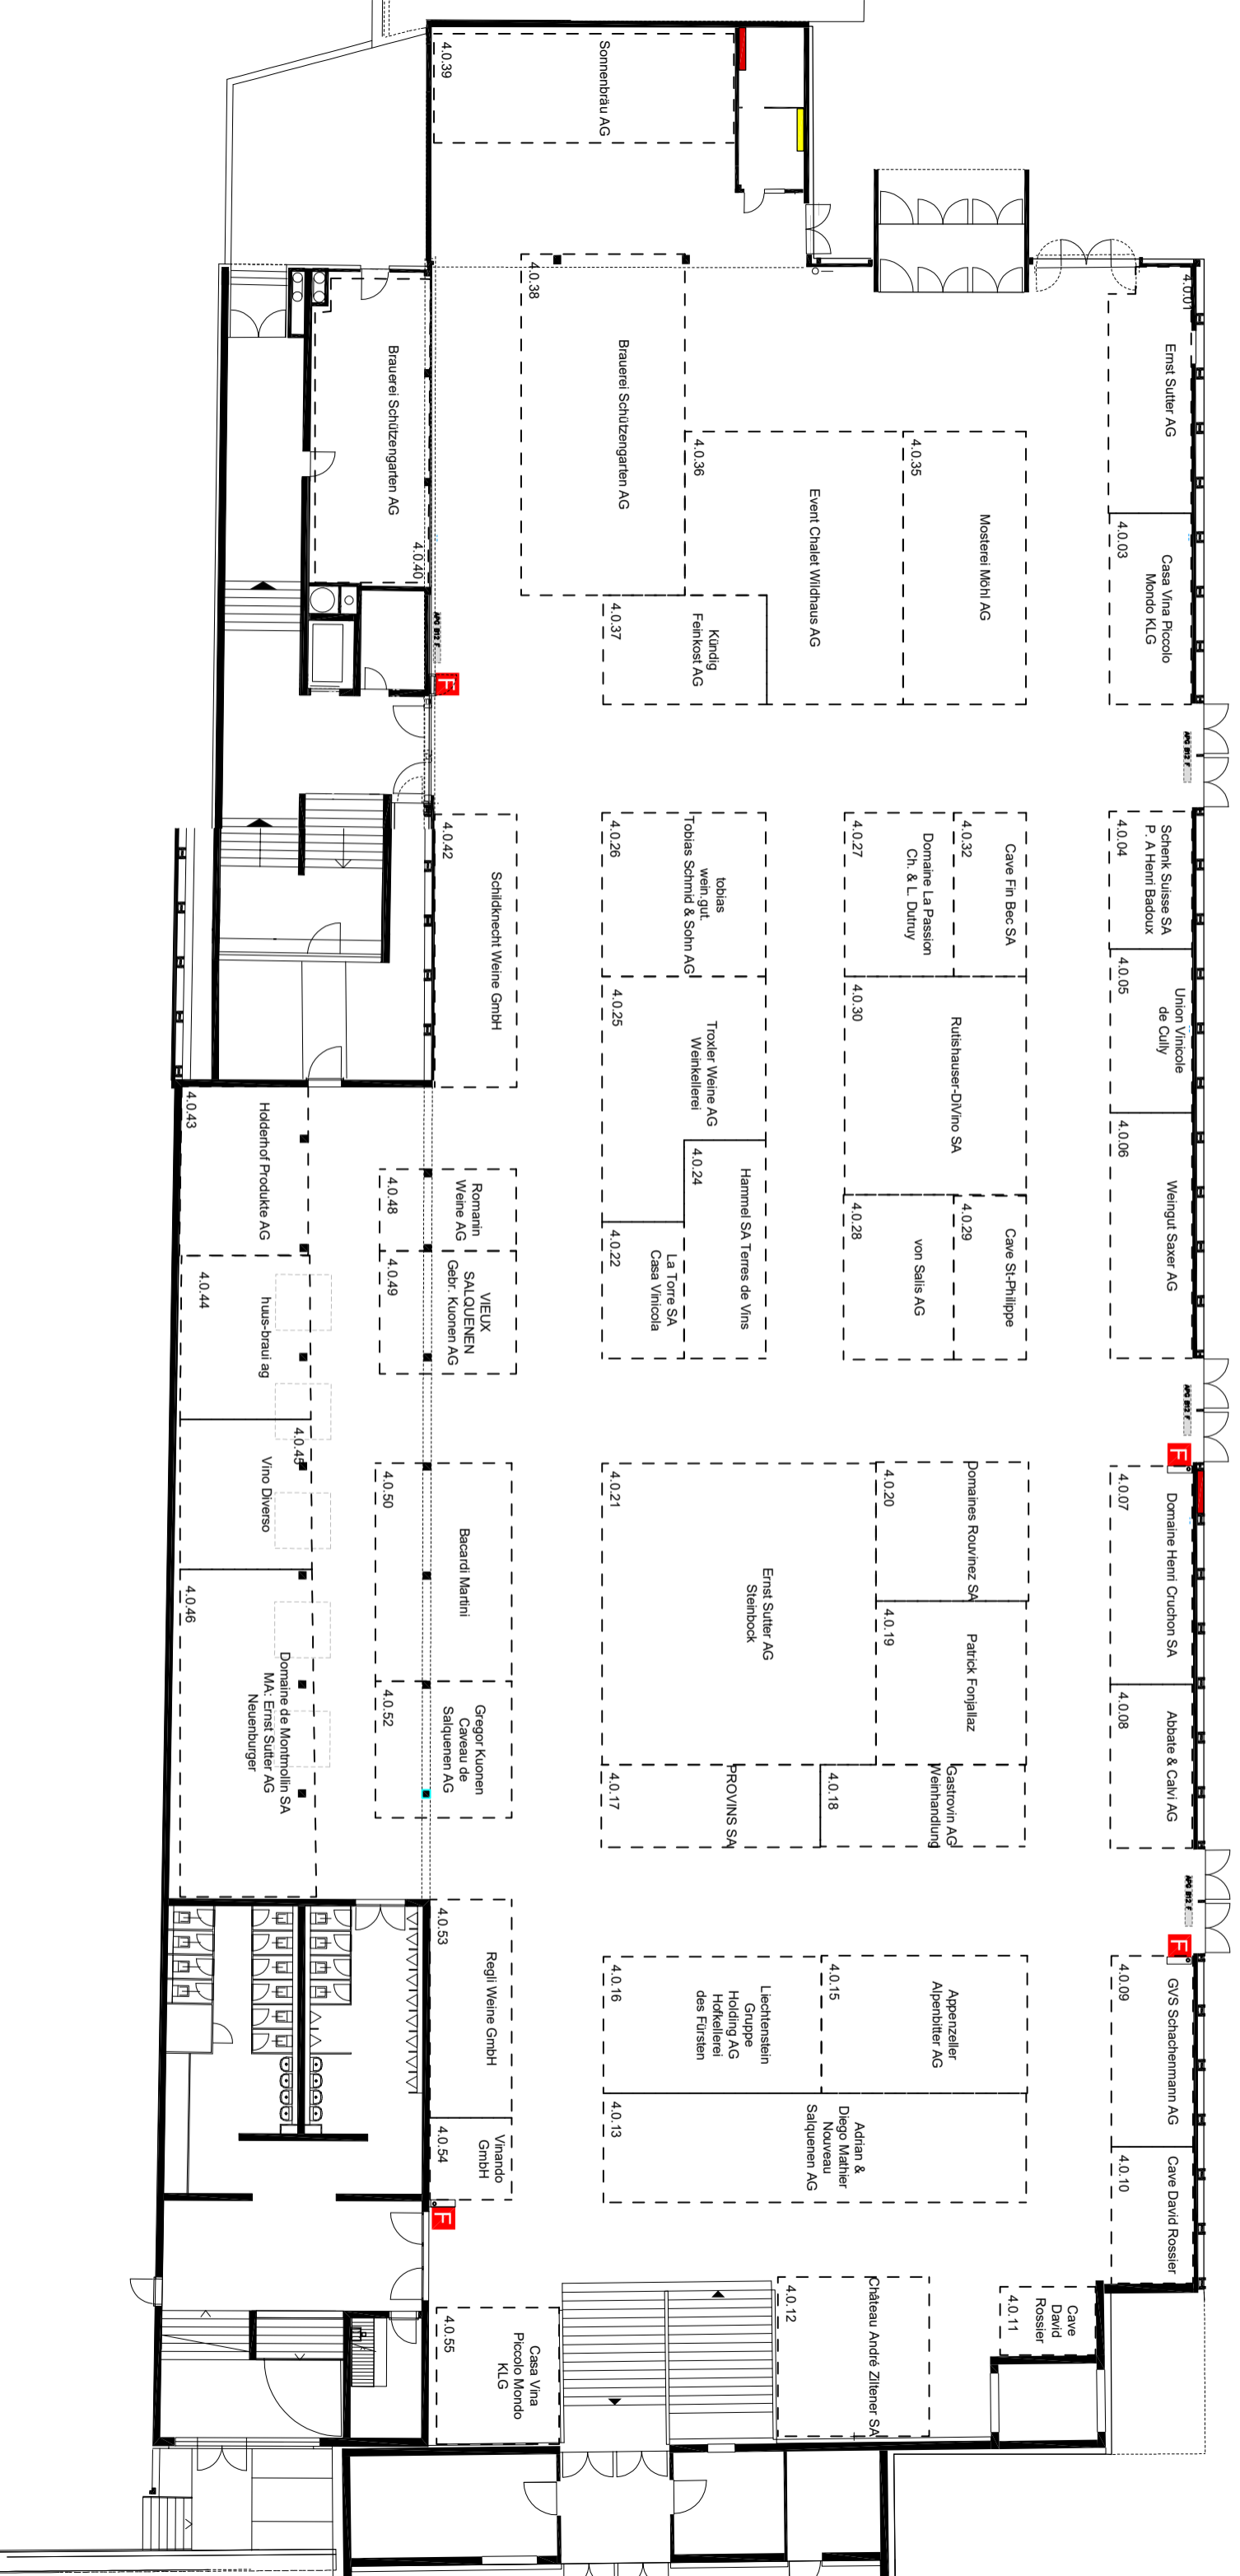 4.0.39
Sonnenbräu AG
4.0.38
Brauerei Schützengarten AG
4.0.01
Ernst Sutter AG
Brauerei Schützengarten AG
4.0.40
4.0.36
Event Chalet Wildhaus AG
4.0.35
Mosterei Möhl AG
4.0.03
Casa Vina Piccolo
Mondo KLG
4.0.37
Kündig
Feinkost AG
APG B12 F
F
APG B12 F
4.0.42
Schildknecht Weine GmbH
4.0.26
tobias
wein.gut.
Tobias Schmid & Sohn AG
4.0.27
Domaine La Passion
Ch. & L. Dutruy
4.0.32
Cave Fin Bec SA
4.0.04
Schenk Suisse SA
P. A Henri Badoux
4.0.25
Troxler Weine AG
Weinkellerei
4.0.30
Rutishauser-DiVino SA
4.0.05
Union Vinicole
de Cully
4.0.43
Holderhof Produkte AG
4.0.48
Romanin
Weine AG
4.0.24
Hammel SA Terres de Vins
4.0.06
Weingut Saxer AG
4.0.44
huus-braui ag
4.0.49
VIEUX
SALQUENEN
Gebr. Kuonen AG
4.0.22
La Torre SA
Casa Vinicola
4.0.28
von Salis AG
4.0.29
Cave St-Philippe
APG B12 F
F
4.0.45
Vino Diverso
4.0.50
Bacardi Martini
4.0.21
Ernst Sutter AG
Steinbock
4.0.20
Domaines Rouvinez SA
4.0.07
Domaine Henri Cruchon SA
4.0.46
Domaine de Montmollin SA
MA: Ernst Sutter AG
Neuenburger
4.0.52
Gregor Kuonen
Caveau de
Salquenen AG
4.0.19
Patrick Fonjallaz
4.0.08
Abbate & Calvi AG
4.0.17
PROVINS SA
4.0.18
Gastrovin AG
Weinhandlung
APG B12 F
F
4.0.53
Regli Weine GmbH
4.0.16
Liechtenstein
Gruppe
Holding AG
Hofkellerei
des Fürsten
4.0.15
Appenzeller
Alpenbitter AG
4.0.09
GVS Schachenmann AG
4.0.54
Vinando
GmbH
4.0.13
Adrian &
Diego Mathier
Nouveau
Salquenen AG
4.0.10
Cave David Rossier
F
4.0.55
Casa Vina
Piccolo Mondo
KLG
4.0.12
Château André Ziltener SA
4.0.11
Cave
David
Rossier